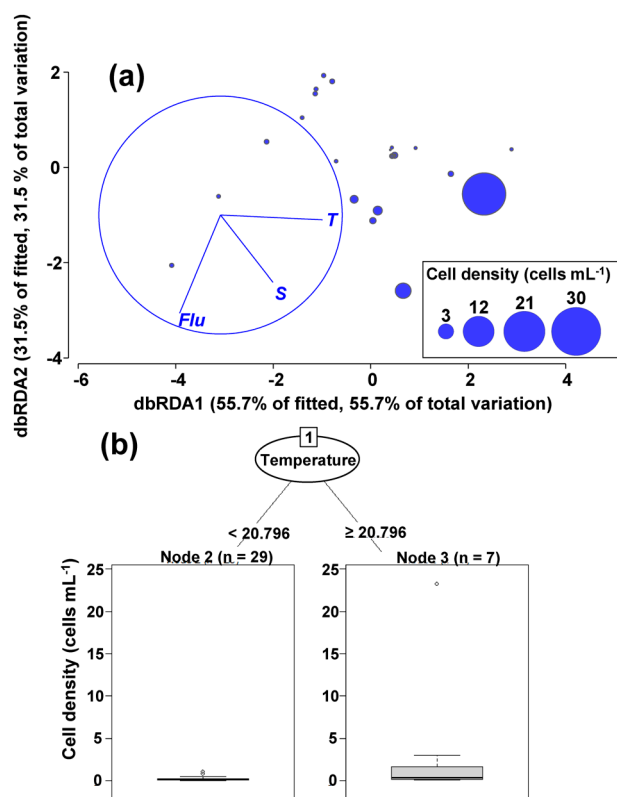 (a)
2
0
-2
-4
-6
-4
-2
0
2
4
dbRDA2 (31.5% of fitted, 31.5 % of total variation)
dbRDA1 (55.7% of fitted, 55.7% of total variation)
T
S
Flu
Cell density (cells mL⁻¹)
3 12 21 30
(b)
1
Temperature
< 20.796
≥ 20.796
Node 2 (n = 29)
Node 3 (n = 7)
Cell density (cells mL⁻¹)
25
20
15
10
5
0
25
20
15
10
5
0